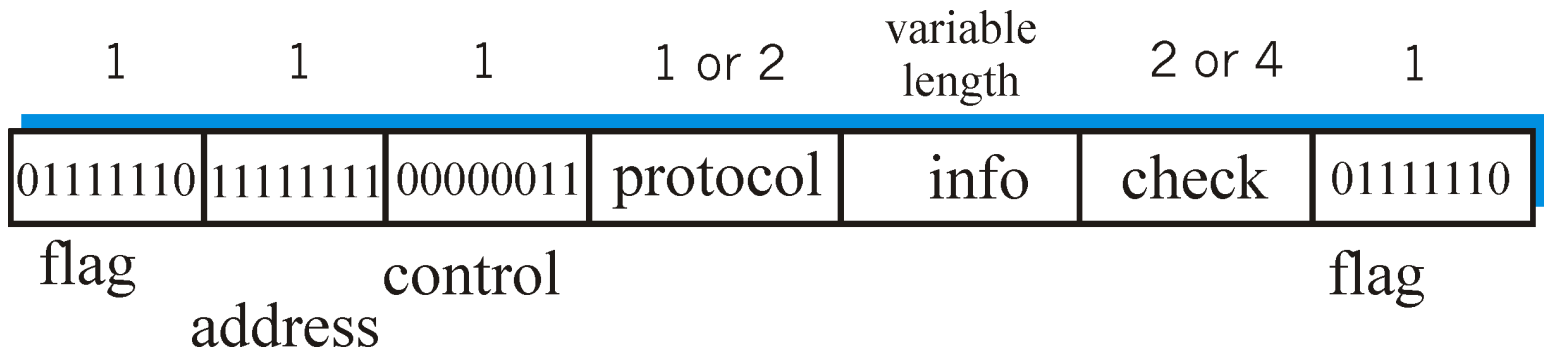 1 1 1 1 or 2 variable length 2 or 4 1
01111110 11111111 00000011 protocol info check 01111110
flag address control flag